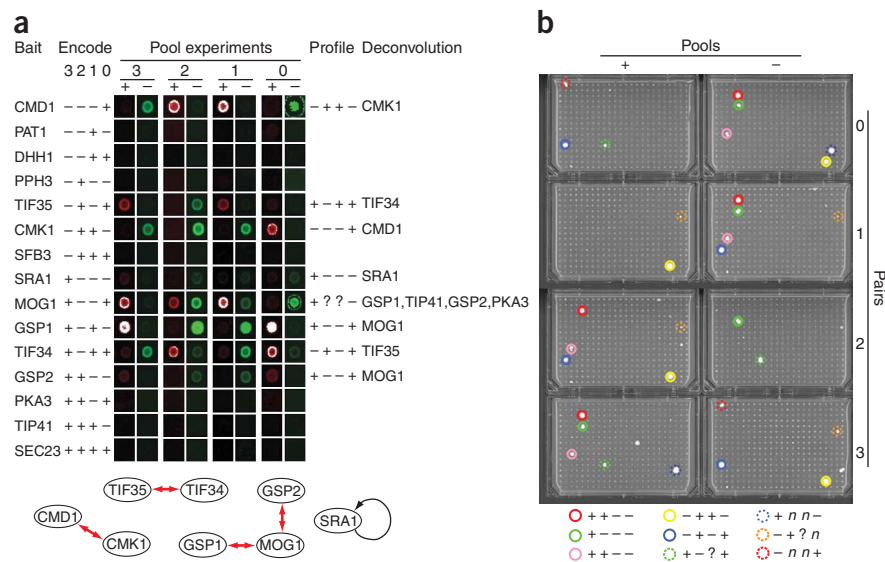 a
Bait Encode Pool experiments Profile Deconvolution
3 2 1 0 3 2 1 0
+ − + − + − + −
CMD1 − − − + − + + − CMK1
PAT1 − − + −
DHH1 − − + +
PPH3 − + − −
TIF35 − + − + + − + + TIF34
CMK1 − + + − − − − + CMD1
SFB3 − + + +
SRA1 + − − − + − − − SRA1
MOG1 + − − + + ? ? − GSP1,TIP41,GSP2,PKA3
GSP1 + − + − + − − + MOG1
TIF34 + − + + − + − + TIF35
GSP2 + + − − + − − + MOG1
PKA3 + + − +
TIP41 + + + −
SEC23 + + + +
TIF35 TIF34 GSP2
CMD1 SRA1
CMK1 GSP1 MOG1
b
Pools
+ −
0
1
2
3
Pairs
+ + − − − + + − + n n −
+ − − − − + − + − + ? n
+ + − − + − ? + − n n +